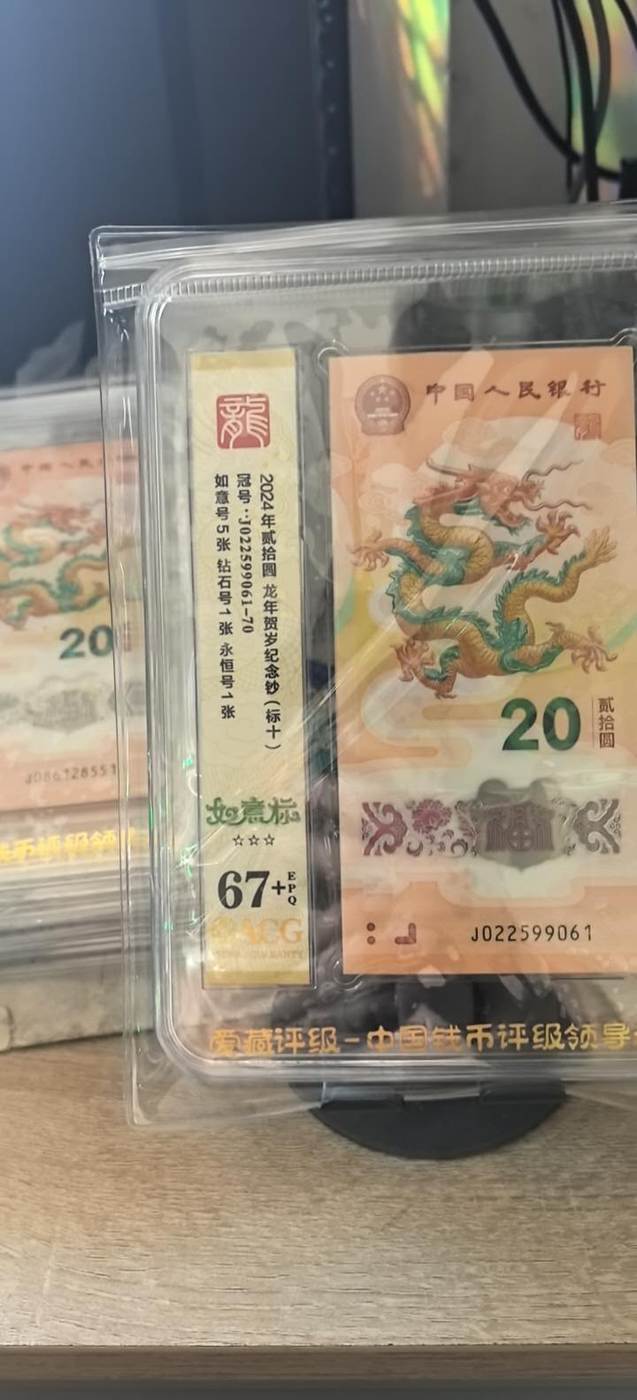 龍
2024年贰拾圆 龙年贺岁纪念钞(标十)
冠号:J022599061-70
如意号5张 钻石号1张 永恒号1张
如意标
☆☆☆
67+EPQ
ACG
爱藏评级-中国钱币评级领导
中国人民银行
龍
20
贰拾圆
J022599061
20